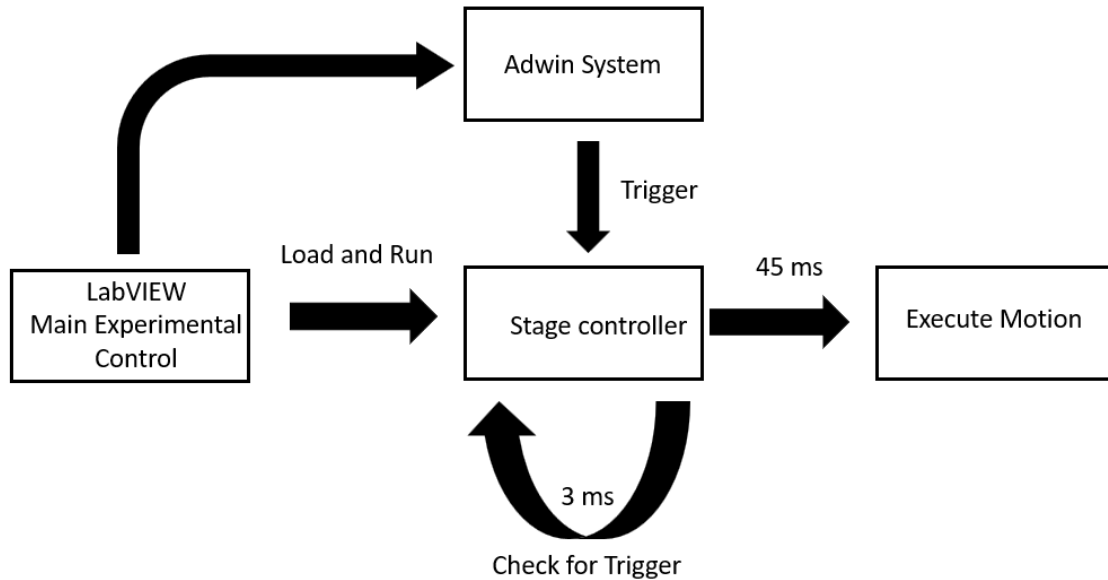 Adwin System
Trigger
Load and Run
45 ms
LabVIEW
Main Experimental
Control
Stage controller
Execute Motion
3 ms
Check for Trigger